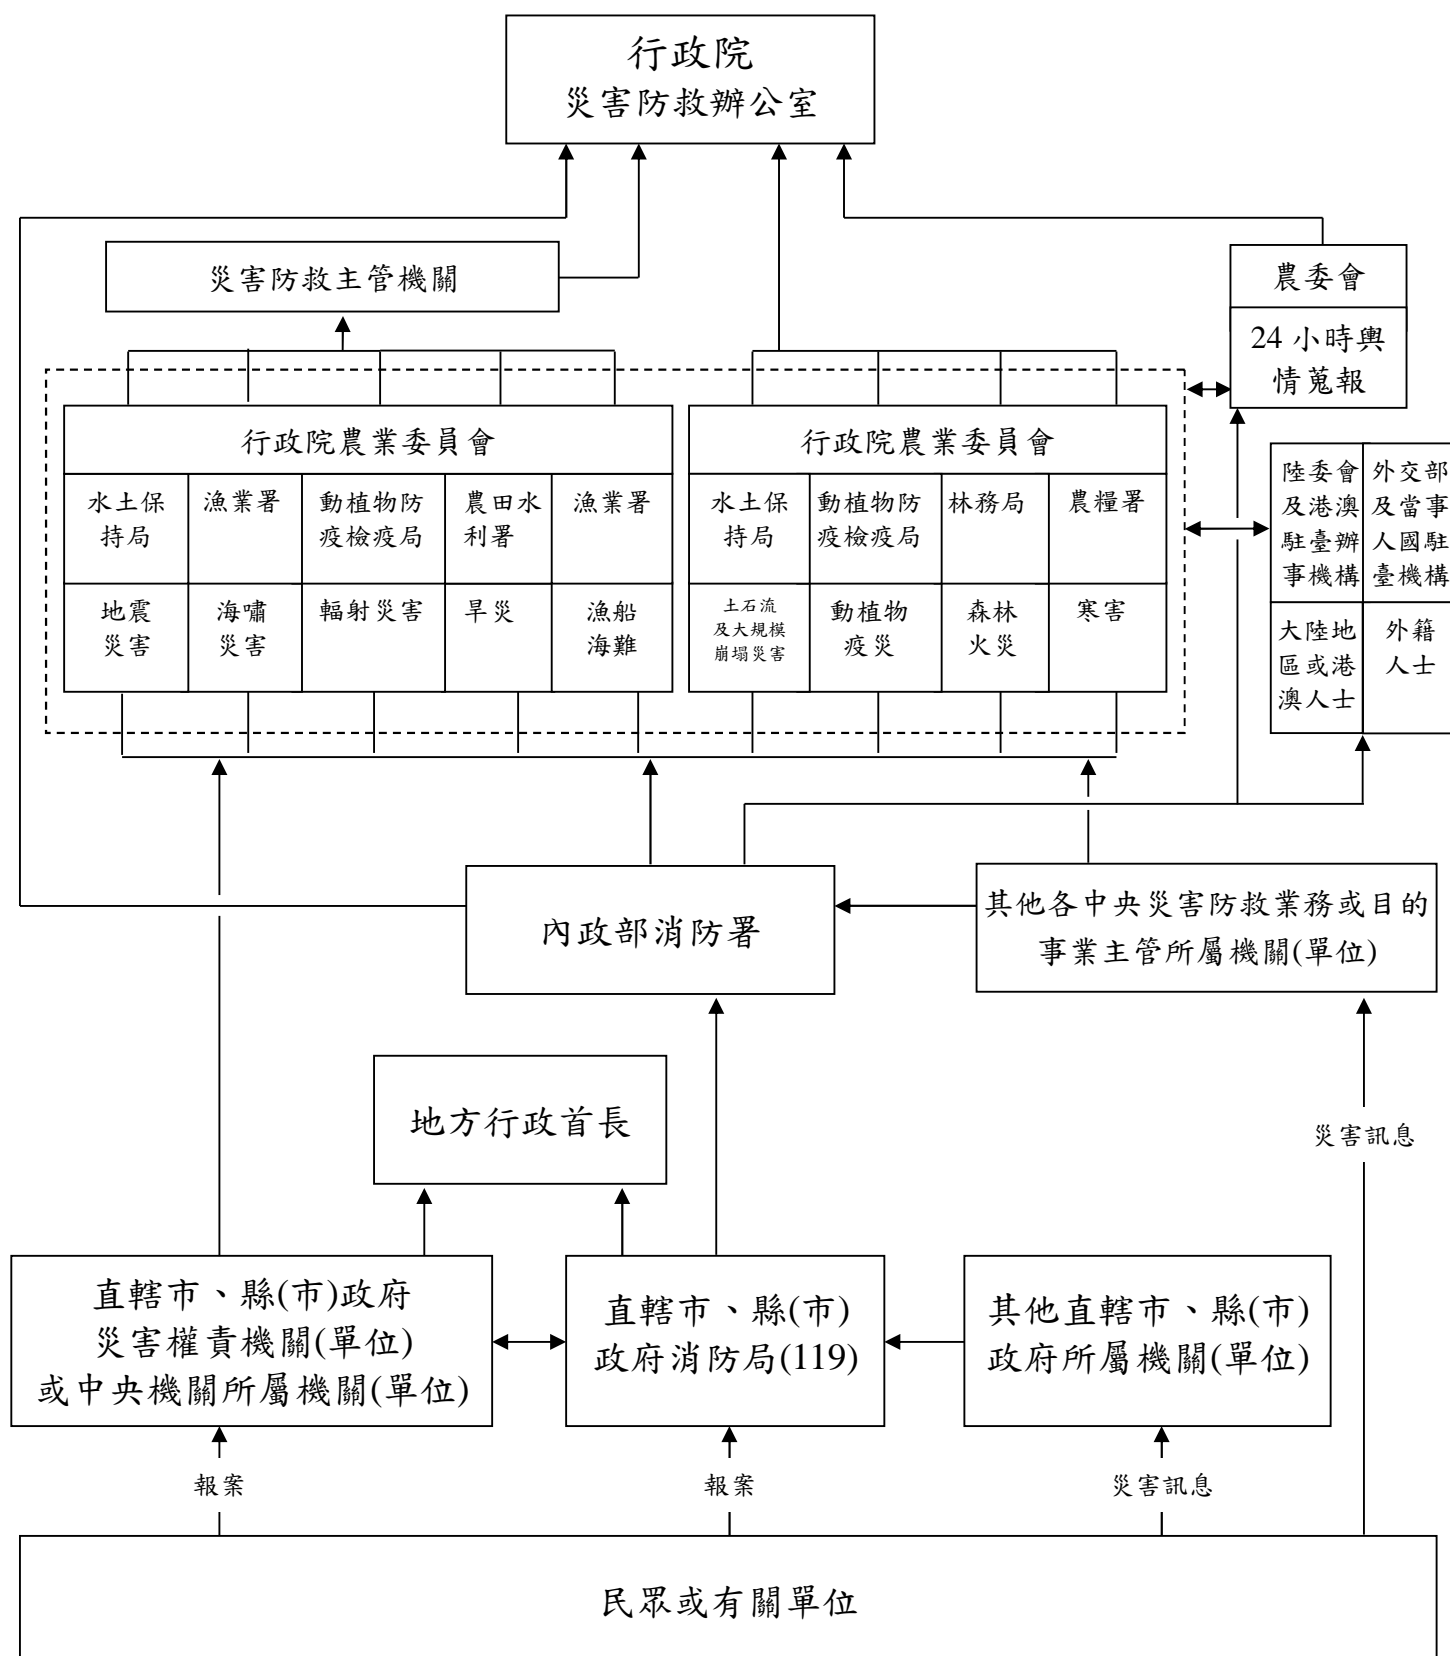 行政院
災害防救辦公室
災害防救主管機關
農委會
24 小時輿
情蒐報
行政院農業委員會
水土保
持局
漁業署
動植物防
疫檢疫局
農田水
利署
漁業署
地震
災害
海嘯
災害
輻射災害
旱災
漁船
海難
行政院農業委員會
水土保
持局
動植物防
疫檢疫局
林務局
農糧署
土石流
及大規模
崩塌災害
動植物
疫災
森林
火災
寒害
陸委會
及港澳
駐臺辦
事機構
外交部
及當事
人國駐
臺機構
大陸地
區或港
澳人士
外籍
人士
內政部消防署
其他各中央災害防救業務或目的
事業主管所屬機關(單位)
地方行政首長
災害訊息
直轄市、縣(市)政府
災害權責機關(單位)
或中央機關所屬機關(單位)
直轄市、縣(市)
政府消防局(119)
其他直轄市、縣(市)
政府所屬機關(單位)
報案
報案
災害訊息
民眾或有關單位